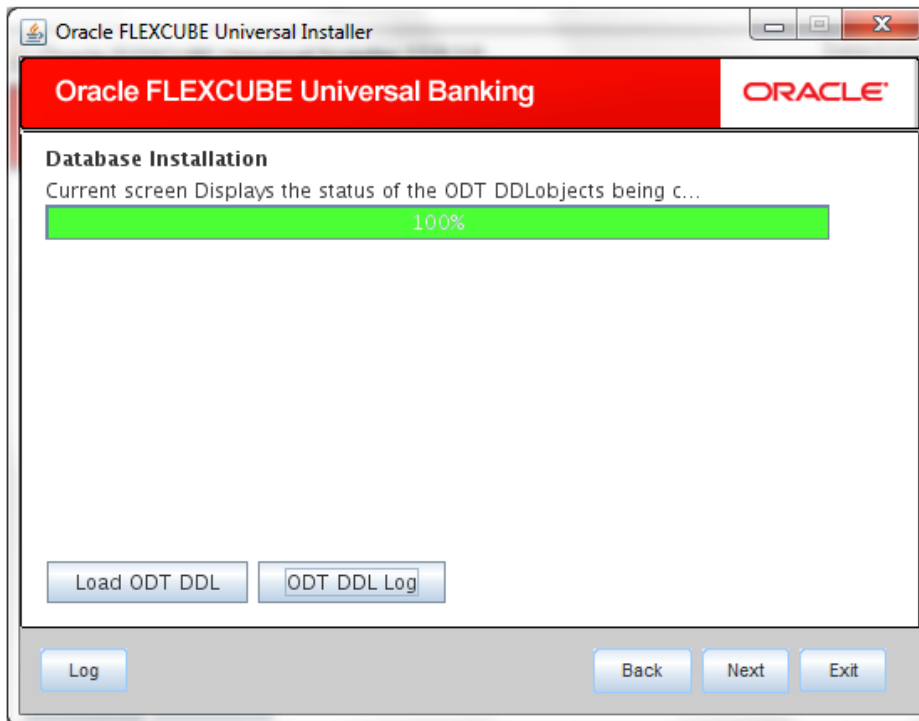 Oracle FLEXCUBE Universal Installer
Oracle FLEXCUBE Universal Banking
ORACLE
Database Installation
Current screen Displays the status of the ODT DDLobjects being c...
100%
Load ODT DDL
ODT DDL Log
Log
Back
Next
Exit